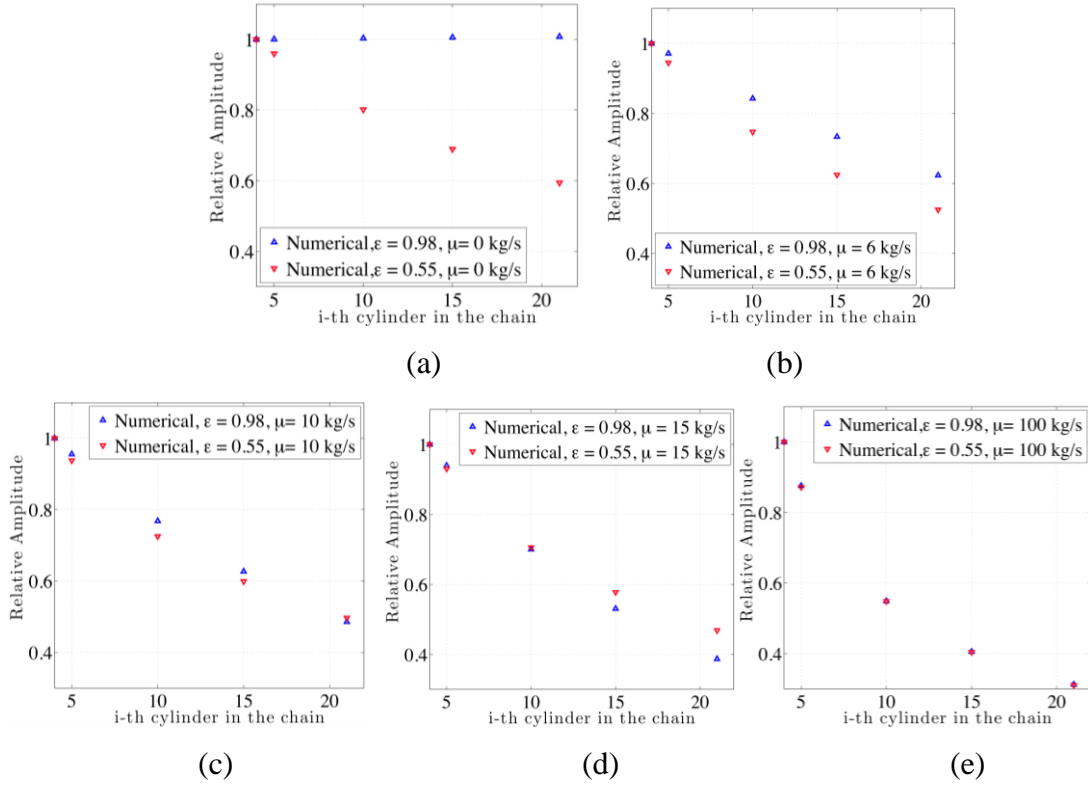 1
0.8
0.6
0.4
Relative Amplitude
Numerical,ε = 0.98, μ= 0 kg/s
Numerical,ε = 0.55, μ= 0 kg/s
5 10 15 20
i-th cylinder in the chain
(a)
1
0.8
0.6
0.4
Relative Amplitude
Numerical, ε = 0.98, μ = 6 kg/s
Numerical, ε = 0.55, μ = 6 kg/s
5 10 15 20
i-th cylinder in the chain
(b)
Numerical, ε = 0.98, μ= 10 kg/s
Numerical, ε = 0.55, μ= 10 kg/s
1
0.8
0.6
0.4
Relative Amplitude
5 10 15 20
i-th cylinder in the chain
(c)
Numerical, ε = 0.98, μ = 15 kg/s
Numerical, ε = 0.55, μ = 15 kg/s
1
0.8
0.6
0.4
Relative Amplitude
5 10 15 20
i-th cylinder in the chain
(d)
Numerical,ε = 0.98, μ = 100 kg/s
Numerical,ε = 0.55, μ= 100 kg/s
1
0.8
0.6
0.4
Relative Amplitude
5 10 15 20
i-th cylinder in the chain
(e)